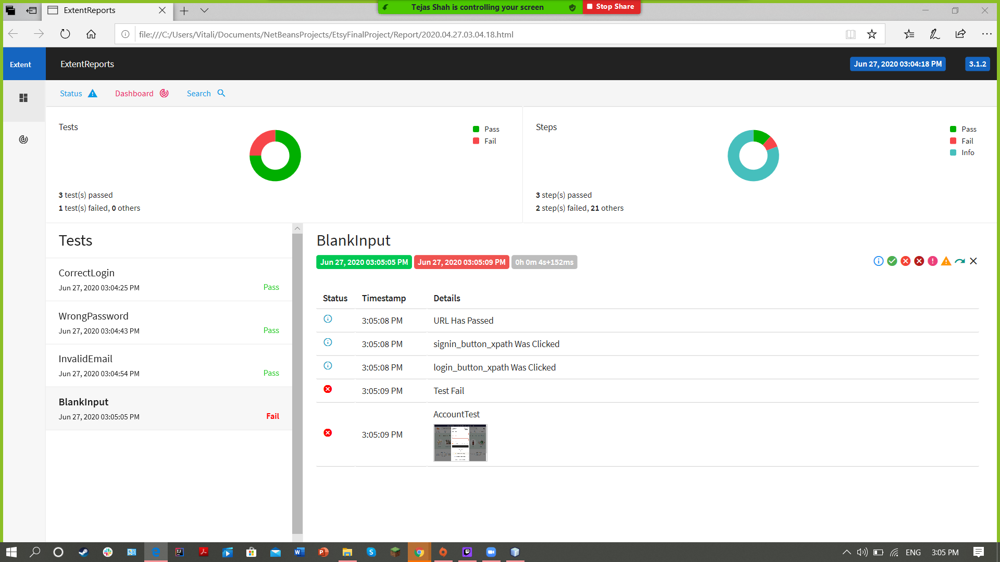 ExtentReports
Tejas Shah is controlling your screen
Stop Share
file:///C:/Users/Vitali/Documents/NetBeansProjects/EtsyFinalProject/Report/2020.04.27.03.04.18.html
Extent
ExtentReports
Jun 27, 2020 03:04:18 PM
3.1.2
Status
Dashboard
Search
Tests
Pass
Fail
3 test(s) passed
1 test(s) failed, 0 others
Steps
Pass
Fail
Info
3 step(s) passed
2 step(s) failed, 21 others
Tests
CorrectLogin
Jun 27, 2020 03:04:25 PM
Pass
WrongPassword
Jun 27, 2020 03:04:43 PM
Pass
InvalidEmail
Jun 27, 2020 03:04:54 PM
Pass
BlankInput
Jun 27, 2020 03:05:05 PM
Fail
BlankInput
Jun 27, 2020 03:05:05 PM Jun 27, 2020 03:05:09 PM 0h 0m 4s+152ms
Status Timestamp Details
3:05:08 PM URL Has Passed
3:05:08 PM signin_button_xpath Was Clicked
3:05:08 PM login_button_xpath Was Clicked
3:05:09 PM Test Fail
AccountTest
3:05:09 PM
ENG
3:05 PM